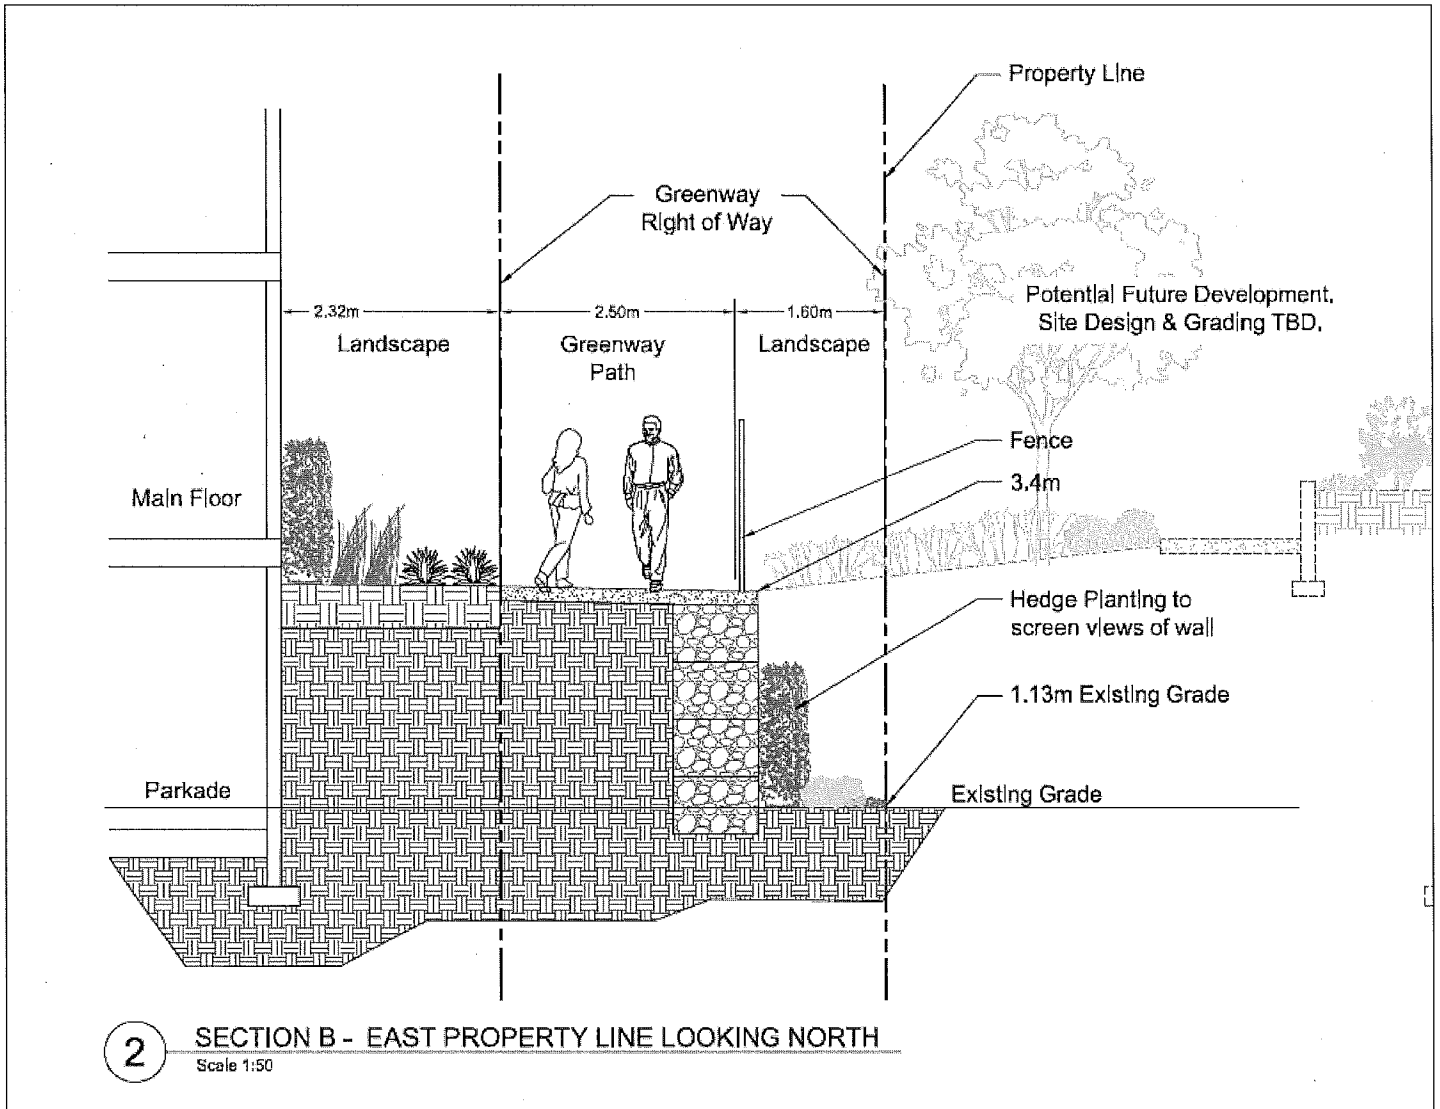 Property Line
Greenway
Right of Way
Potential Future Development.
Site Design & Grading TBD.
2.32m
2.50m
1.60m
Landscape
Greenway
Path
Landscape
Fence
3.4m
Main Floor
Hedge Planting to
screen views of wall
1.13m Existing Grade
Parkade
Existing Grade
2
SECTION B - EAST PROPERTY LINE LOOKING NORTH
Scale 1:50